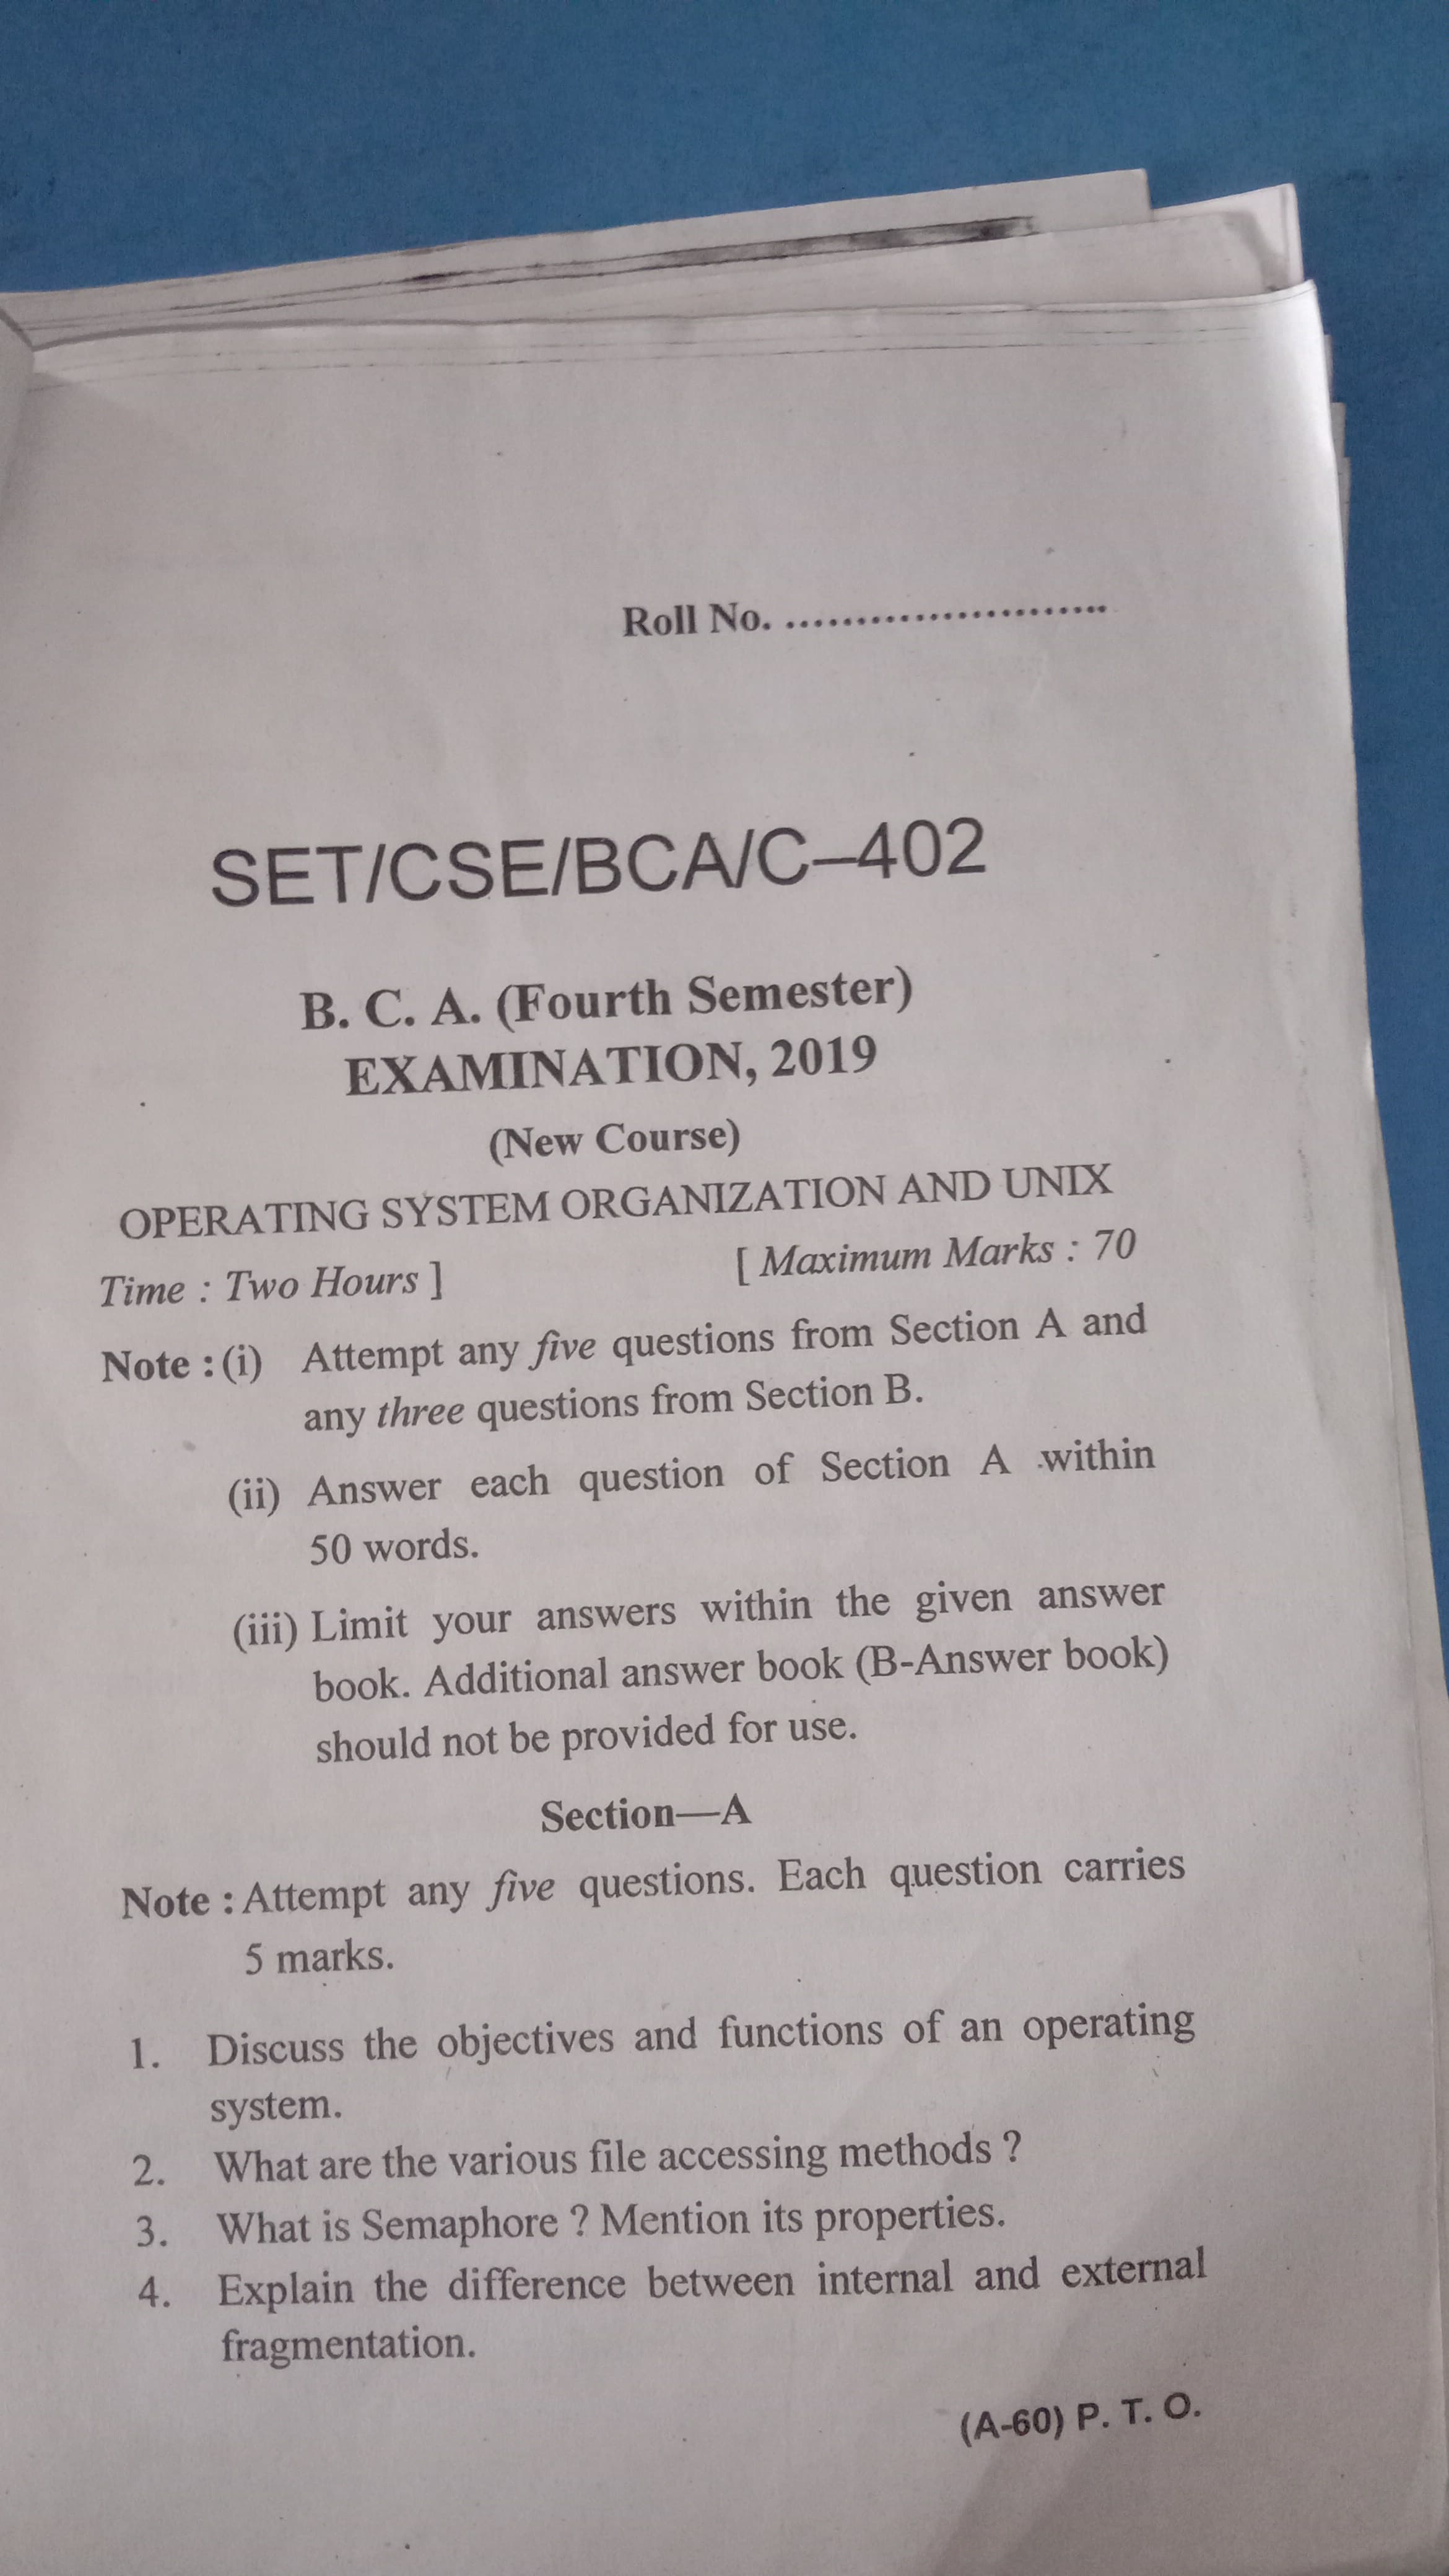 Roll No. ..........................
SET/CSE/BCA/C–402
B. C. A. (Fourth Semester)
EXAMINATION, 2019
(New Course)
OPERATING SYSTEM ORGANIZATION AND UNIX
Time : Two Hours ] [ Maximum Marks : 70
Note : (i) Attempt any five questions from Section A and
any three questions from Section B.
(ii) Answer each question of Section A within
50 words.
(iii) Limit your answers within the given answer
book. Additional answer book (B-Answer book)
should not be provided for use.
Section—A
Note : Attempt any five questions. Each question carries
5 marks.
1. Discuss the objectives and functions of an operating
system.
2. What are the various file accessing methods ?
3. What is Semaphore ? Mention its properties.
4. Explain the difference between internal and external
fragmentation.
(A-60) P. T. O.